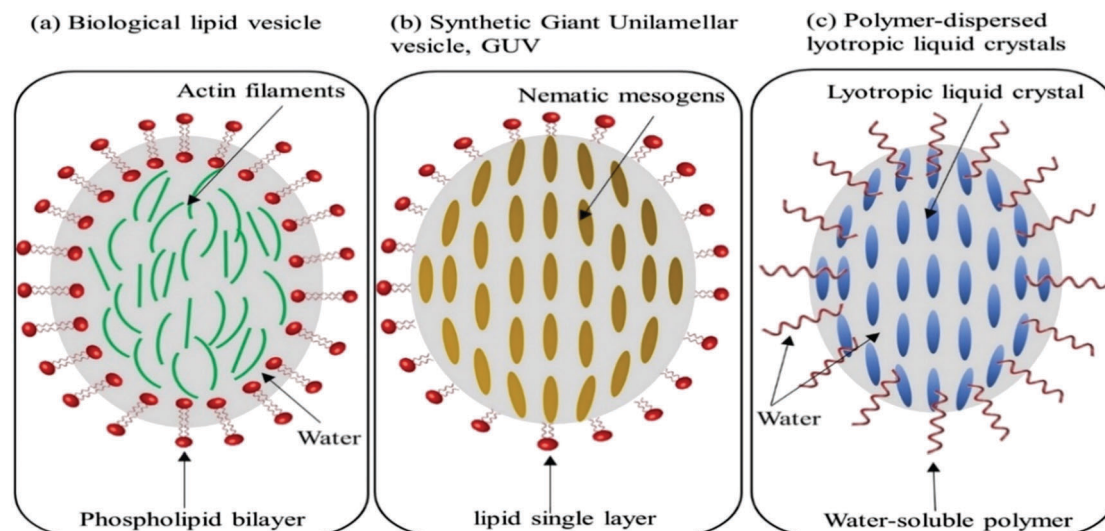 (a) Biological lipid vesicle
Actin filaments
Water
Phospholipid bilayer
(b) Synthetic Giant Unilamellar
vesicle, GUV
Nematic mesogens
lipid single layer
(c) Polymer-dispersed
lyotropic liquid crystals
Lyotropic liquid crystal
Water
Water-soluble polymer